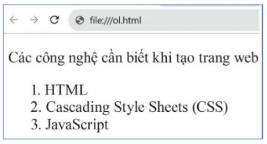 file:///ol.html
Các công nghệ cần biết khi tạo trang web
1. HTML
2. Cascading Style Sheets (CSS)
3. JavaScript